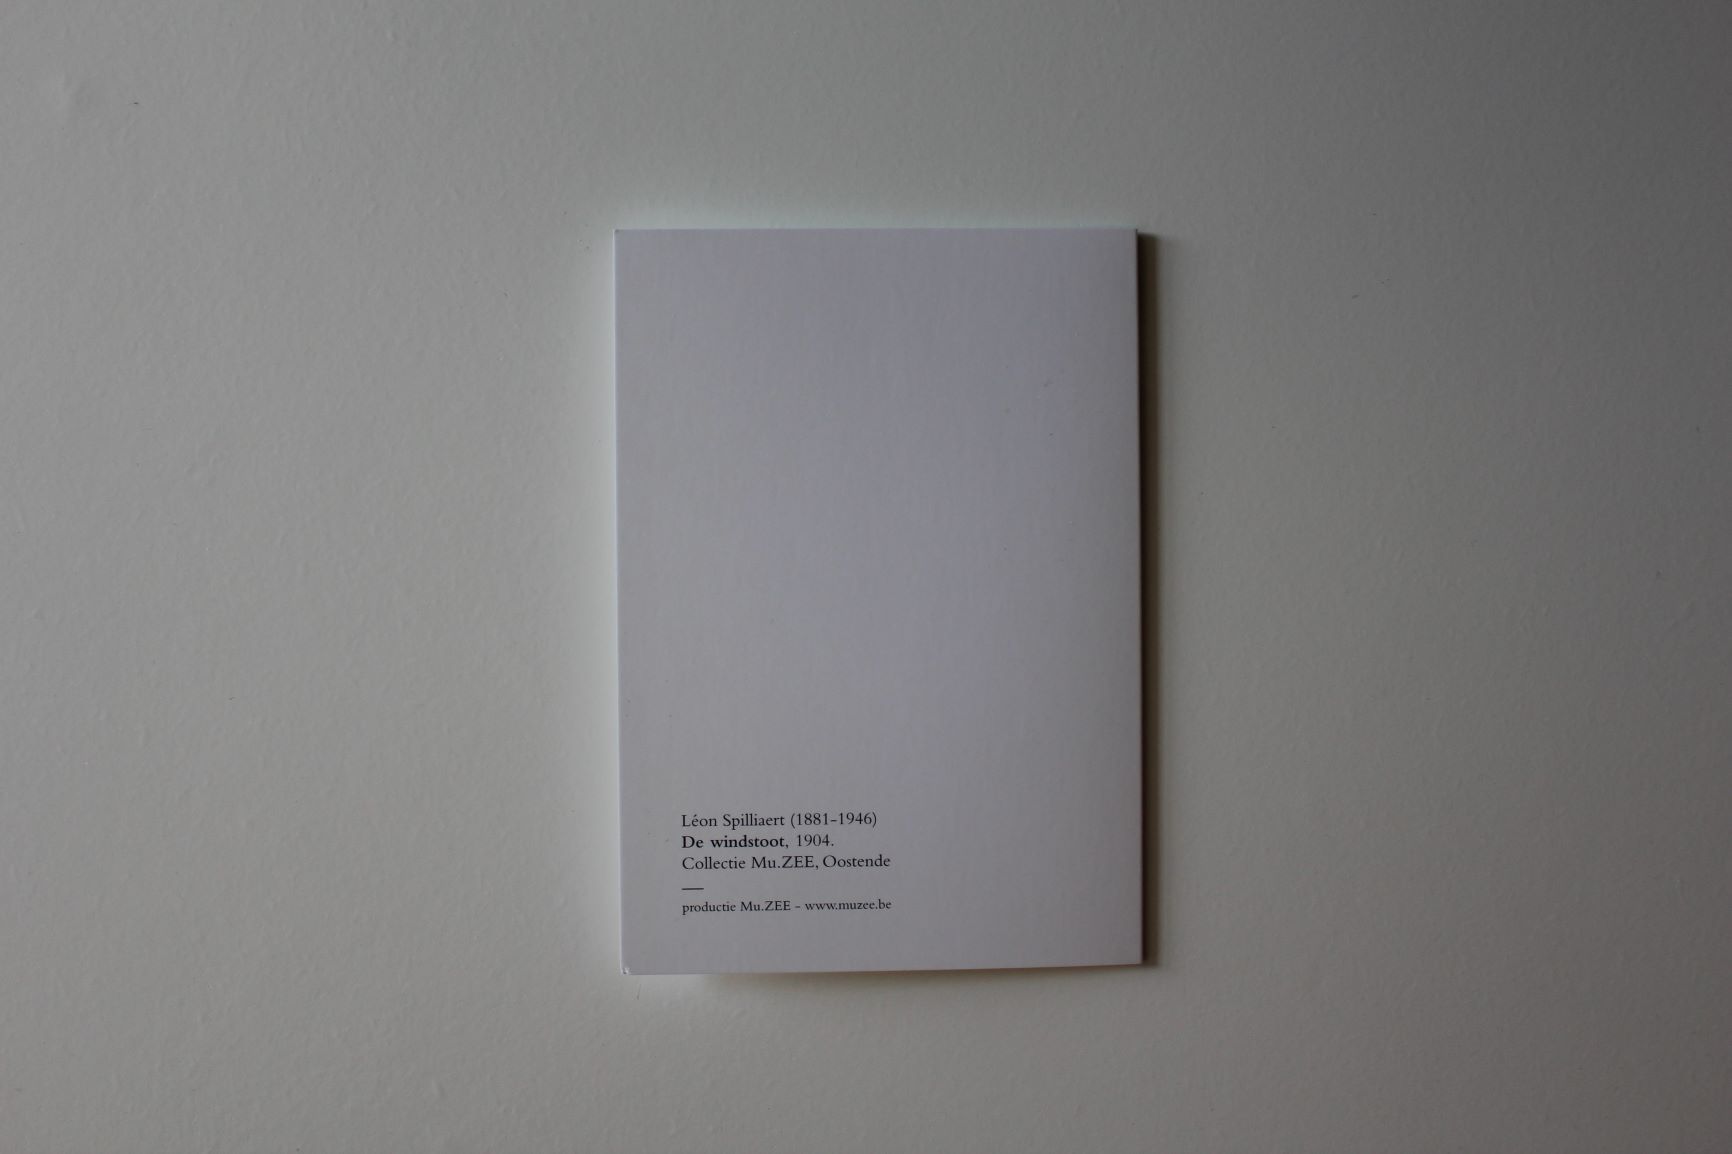 Léon Spilliaert (1881-1946)
De windstoot, 1904.
Collectie Mu.ZEE, Oostende
productie Mu.ZEE - www.muzee.be